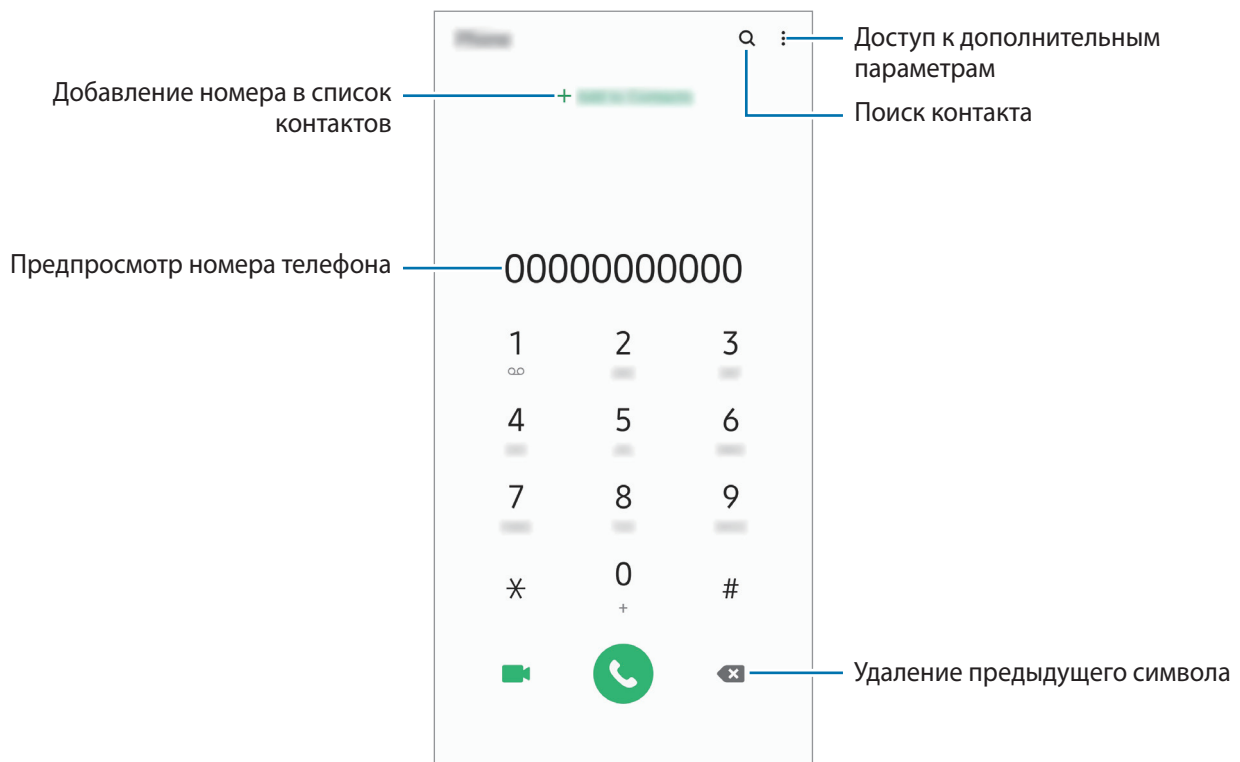 Доступ к дополнительным
параметрам
Добавление номера в список
контактов
Поиск контакта
Предпросмотр номера телефона
00000000000
1 2 3
4 5 6
7 8 9
* 0 #
+
Удаление предыдущего символа